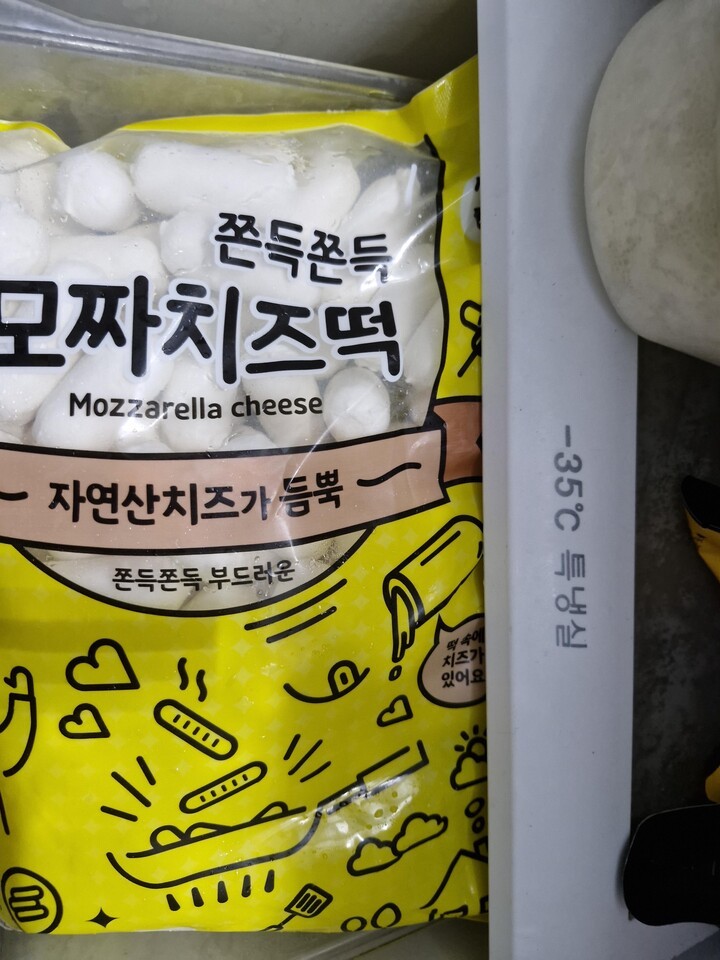 쫀득쫀득
모짜치즈떡
Mozzarella cheese
자연산치즈가 듬뿍
쫀득쫀득 부드러운
떡 속에
치즈가
있어요
-35℃ 특냉실